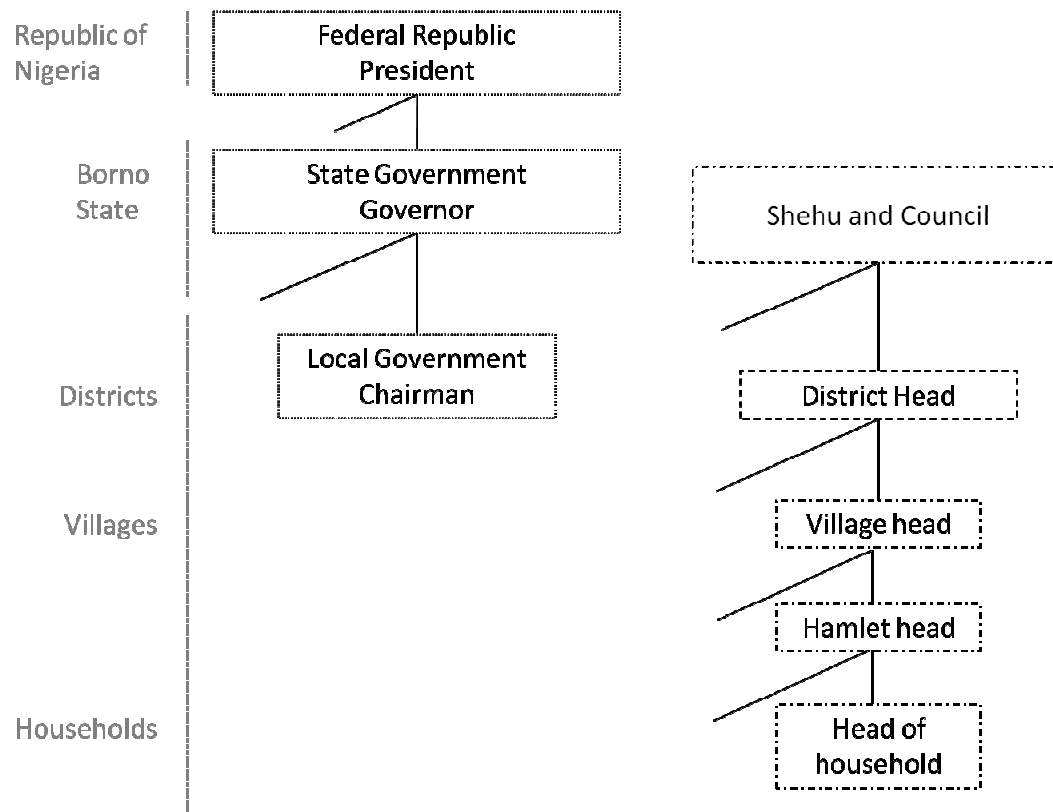 Republic of
Nigeria
Federal Republic
President
Borno
State
State Government
Governor
Shehu and Council
Districts
Local Government
Chairman
District Head
Villages
Village head
Hamlet head
Households
Head of
household